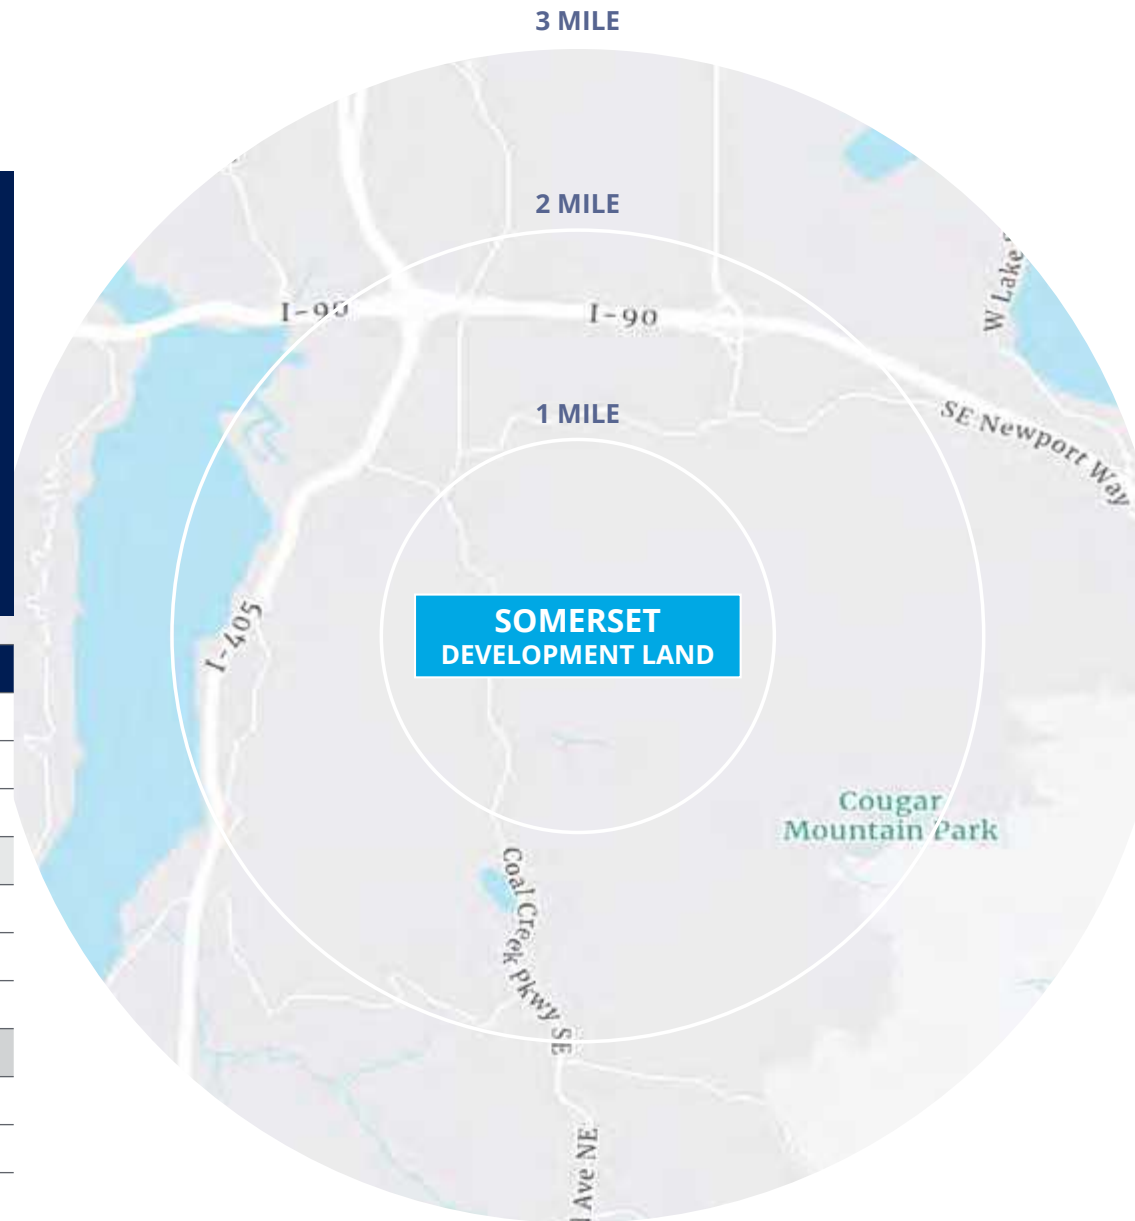 3 MILE
2 MILE
W Lake
I-90
I-90
1 MILE
SE Newport Way
I-405
SOMERSET
DEVELOPMENT LAND
Cougar
Mountain Park
Coal Creek Pkwy SE
Ave NE